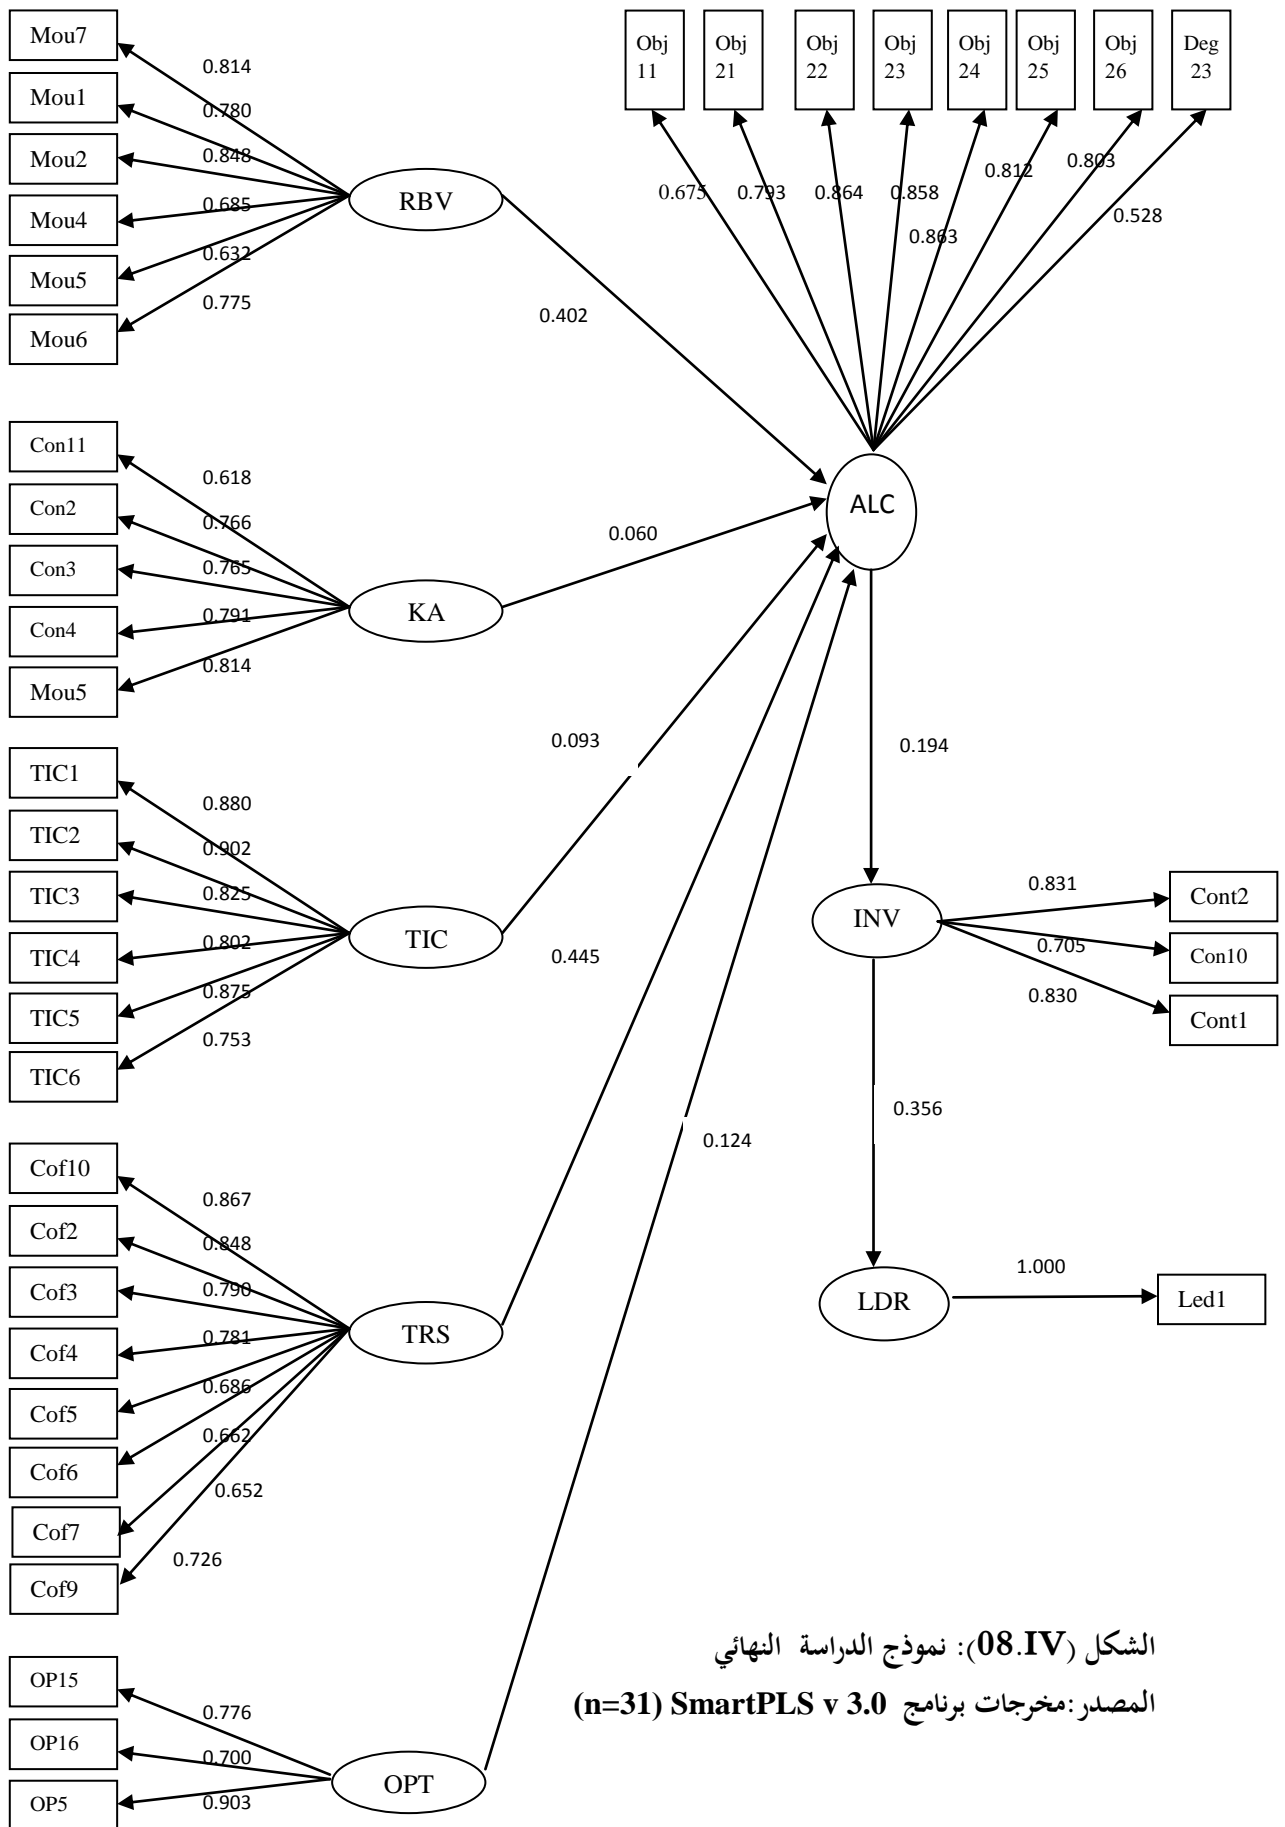 Mou7
0.814
Mou1
0.780
Mou2
0.848
Mou4
0.685
Mou5
0.632
Mou6
0.775
RBV
0.402
Obj
11
Obj
21
Obj
22
Obj
23
Obj
24
Obj
25
Obj
26
Deg
23
0.675
0.793
0.864
0.858
0.863
0.812
0.803
0.528
ALC
Con11
0.618
Con2
0.766
Con3
0.765
Con4
0.791
Mou5
0.814
KA
0.060
TIC1
0.880
TIC2
0.902
TIC3
0.825
TIC4
0.802
TIC5
0.875
TIC6
0.753
TIC
0.093
0.194
INV
0.831
Cont2
0.705
Con10
0.830
Cont1
0.445
0.356
0.124
Cof10
0.867
Cof2
0.848
Cof3
0.790
Cof4
0.781
Cof5
0.686
Cof6
0.662
Cof7
0.652
Cof9
0.726
TRS
LDR
1.000
Led1
OP15
0.776
OP16
0.700
OP5
0.903
OPT
الشكل (08.IV): نموذج الدراسة النهائي
المصدر:مخرجات برنامج SmartPLS v 3.0 (n=31)